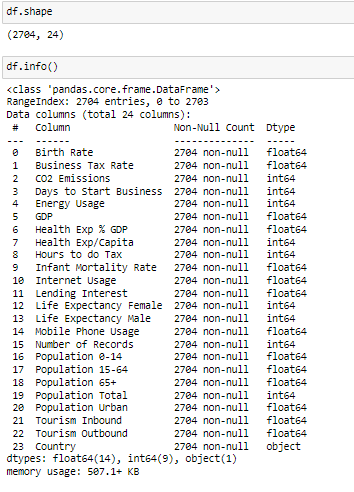 df.shape
(2704, 24)
df.info()
<class 'pandas.core.frame.DataFrame'>
RangeIndex: 2704 entries, 0 to 2703
Data columns (total 24 columns):
 #   Column                  Non-Null Count  Dtype
---  ------                  --------------  -----
 0   Birth Rate              2704 non-null   float64
 1   Business Tax Rate       2704 non-null   float64
 2   CO2 Emissions           2704 non-null   int64
 3   Days to Start Business  2704 non-null   int64
 4   Energy Usage            2704 non-null   int64
 5   GDP                     2704 non-null   float64
 6   Health Exp % GDP        2704 non-null   float64
 7   Health Exp/Capita       2704 non-null   int64
 8   Hours to do Tax         2704 non-null   int64
 9   Infant Mortality Rate   2704 non-null   float64
 10  Internet Usage          2704 non-null   float64
 11  Lending Interest        2704 non-null   float64
 12  Life Expectancy Female  2704 non-null   int64
 13  Life Expectancy Male    2704 non-null   int64
 14  Mobile Phone Usage      2704 non-null   float64
 15  Number of Records       2704 non-null   int64
 16  Population 0-14         2704 non-null   float64
 17  Population 15-64        2704 non-null   float64
 18  Population 65+          2704 non-null   float64
 19  Population Total        2704 non-null   int64
 20  Population Urban        2704 non-null   float64
 21  Tourism Inbound         2704 non-null   float64
 22  Tourism Outbound        2704 non-null   float64
 23  Country                 2704 non-null   object
dtypes: float64(14), int64(9), object(1)
memory usage: 507.1+ KB